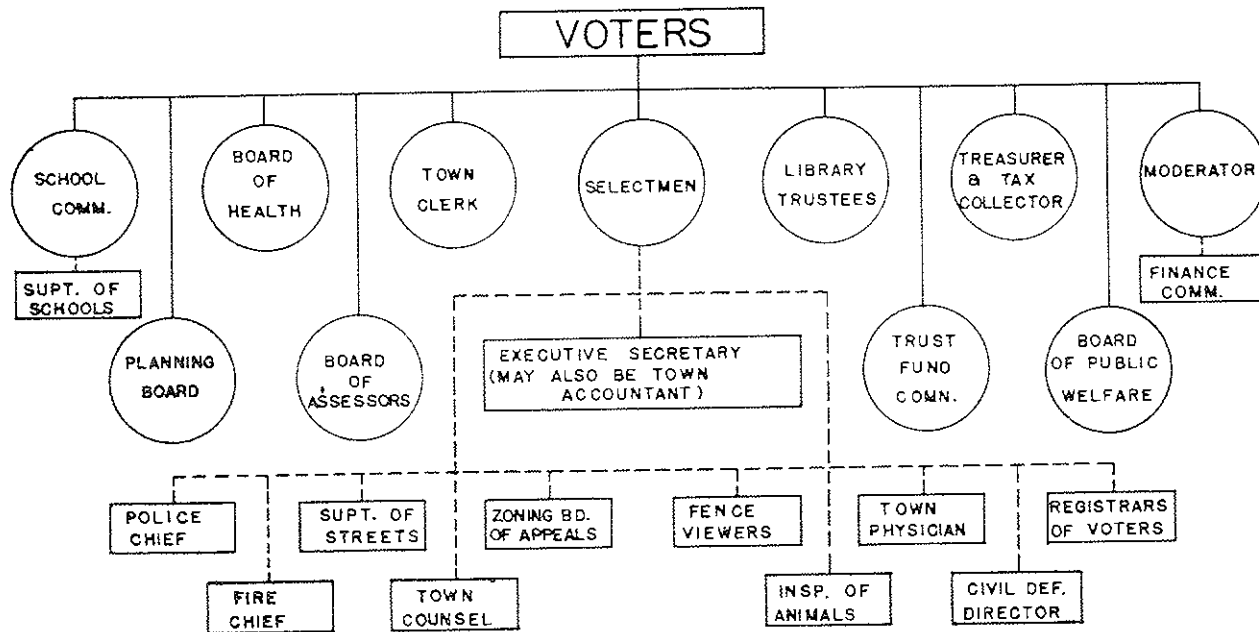 VOTERS
SCHOOL
COMM.
BOARD
OF
HEALTH
TOWN
CLERK
SELECTMEN
LIBRARY
TRUSTEES
TREASURER
& TAX
COLLECTOR
MODERATOR
SUPT. OF
SCHOOLS
FINANCE
COMM.
PLANNING
BOARD
BOARD
OF
ASSESSORS
EXECUTIVE SECRETARY
(MAY ALSO BE TOWN
ACCOUNTANT)
TRUST
FUND
COMN.
BOARD
OF PUBLIC
WELFARE
POLICE
CHIEF
SUPT. OF
STREETS
ZONING BD.
OF APPEALS
FENCE
VIEWERS
TOWN
PHYSICIAN
REGISTRARS
OF VOTERS
FIRE
CHIEF
TOWN
COUNSEL
INSP. OF
ANIMALS
CIVIL DEF.
DIRECTOR